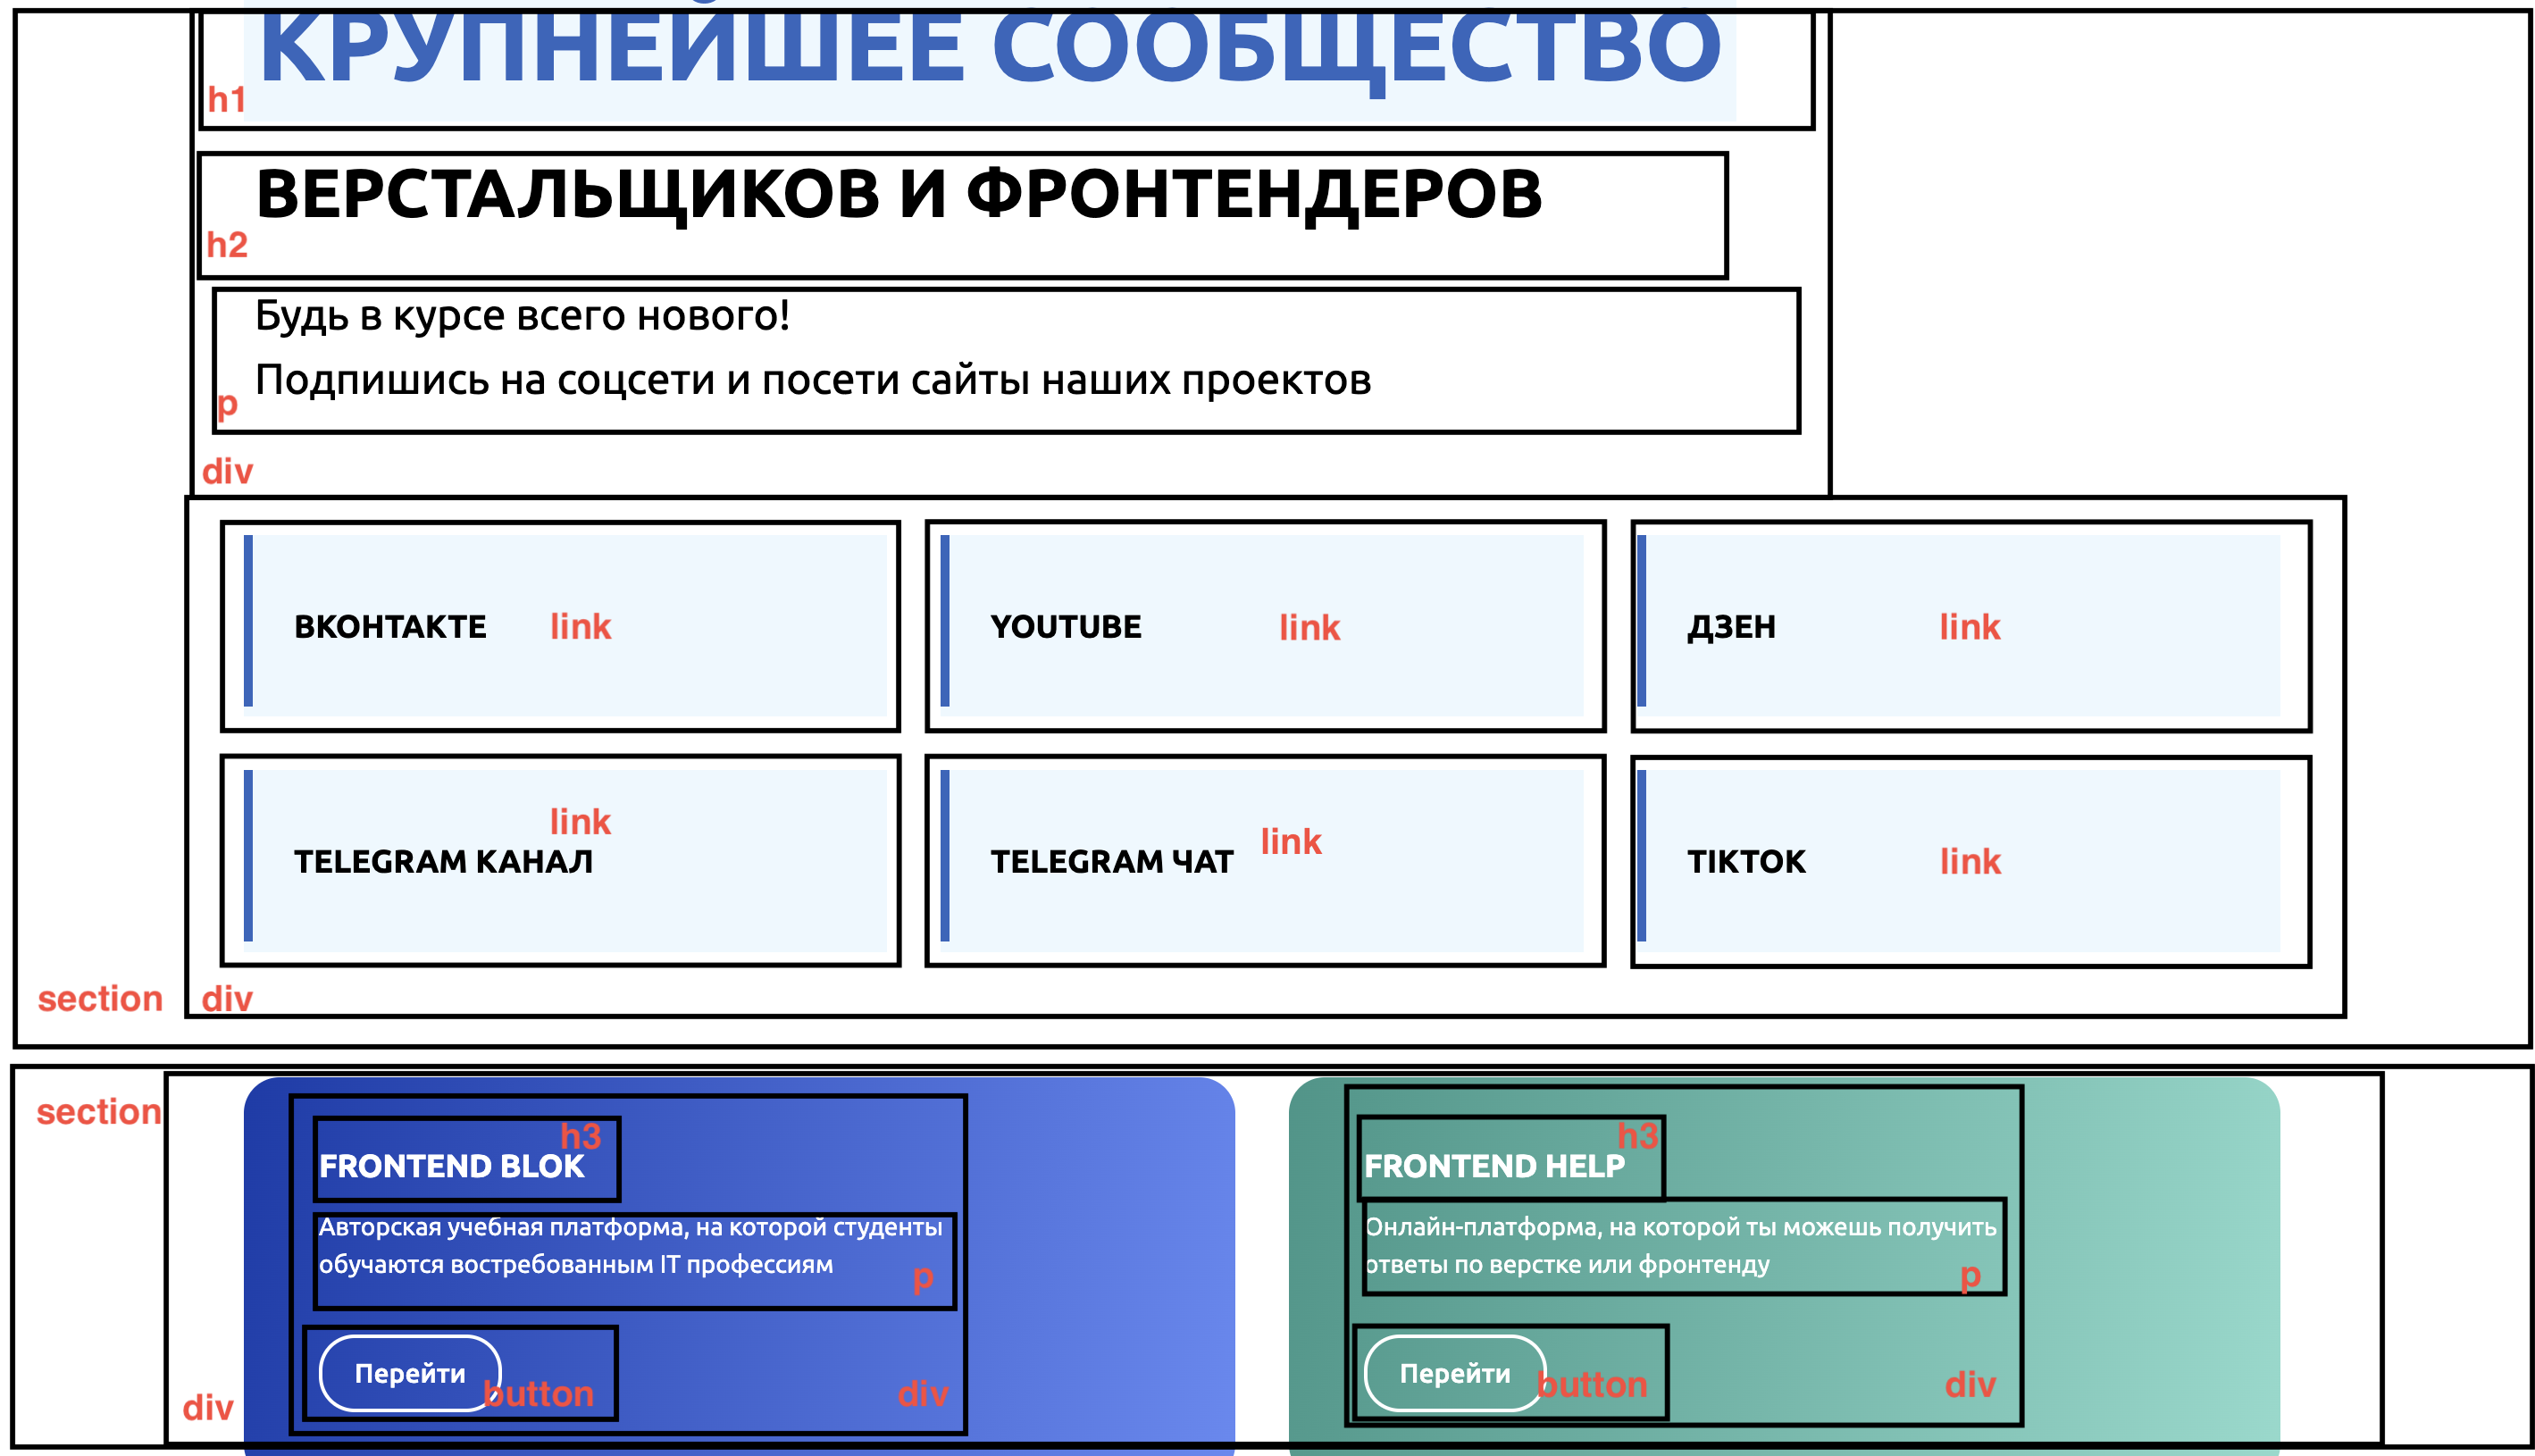 КРУПНЕЙШЕЕ СООБЩЕСТВО
h1
ВЕРСТАЛЬЩИКОВ И ФРОНТЕНДЕРОВ
h2
Будь в курсе всего нового!
Подпишись на соцсети и посети сайты наших проектов
p
div
ВКОНТАКТЕ link
YOUTUBE link
ДЗЕН link
link
TELEGRAM КАНАЛ
TELEGRAM ЧАТ link
TIKTOK link
section div
section
h3
FRONTEND BLOK
Авторская учебная платформа, на которой студенты
обучаются востребованным IT профессиям
p
Перейти
button
div
h3
FRONTEND HELP
Онлайн-платформа, на которой ты можешь получить
ответы по верстке или фронтенду
p
Перейти
button
div
div